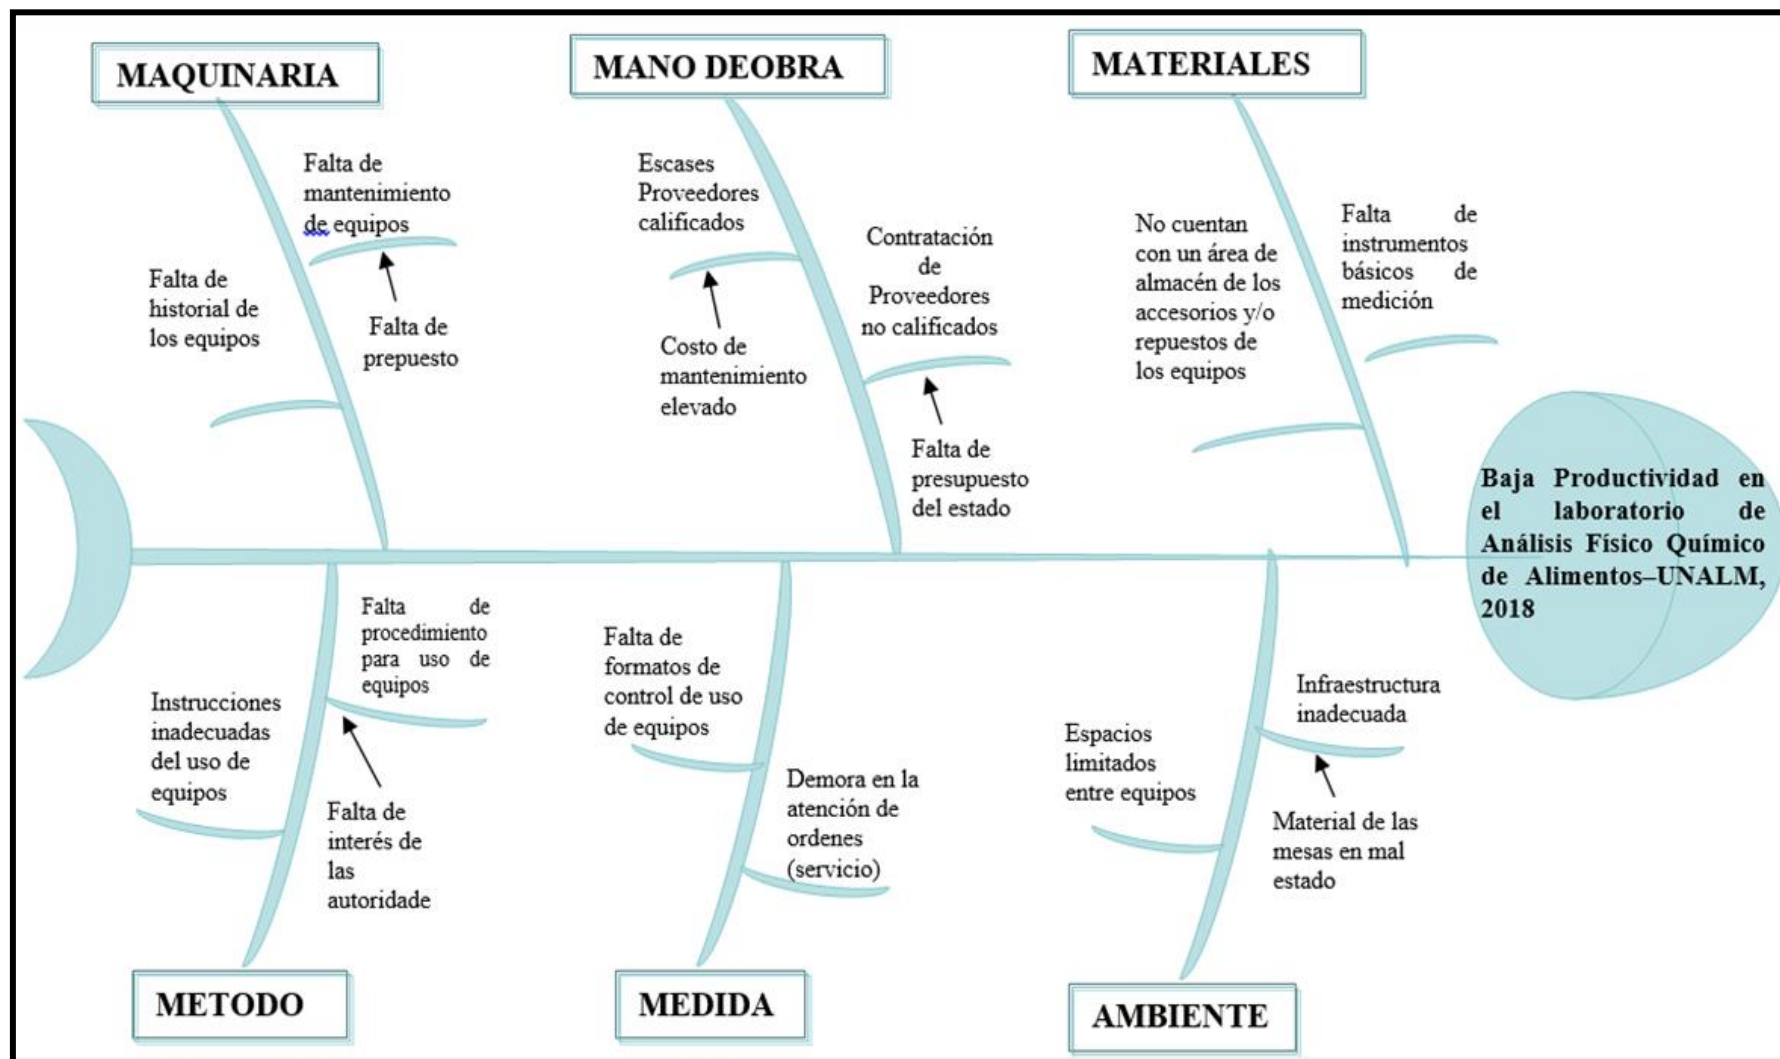 MAQUINARIA
MANO DEOBRA
MATERIALES
Falta de
mantenimiento
de equipos
Falta de
historial de
los equipos
Falta de
prepuesto
Escases
Proveedores
calificados
Contratación
de
Proveedores
no calificados
Costo de
mantenimiento
elevado
Falta de
presupuesto
del estado
No cuentan
con un área de
almacén de los
accesorios y/o
repuestos de
los equipos
Falta de
instrumentos
básicos de
medición
Baja Productividad en
el laboratorio de
Análisis Físico Químico
de Alimentos–UNALM,
2018
Falta de
procedimiento
para uso de
equipos
Instrucciones
inadecuadas
del uso de
equipos
Falta de
interés de
las
autoridade
Falta de
formatos de
control de uso
de equipos
Demora en la
atención de
ordenes
(servicio)
Infraestructura
inadecuada
Espacios
limitados
entre equipos
Material de las
mesas en mal
estado
METODO
MEDIDA
AMBIENTE